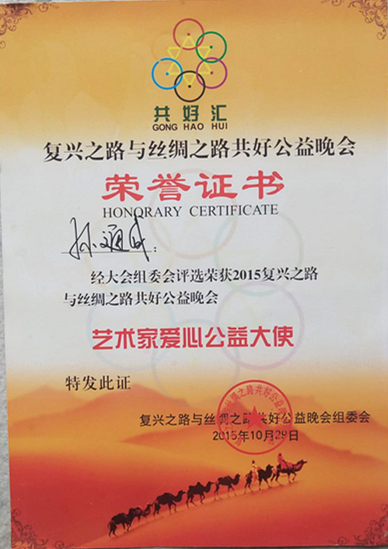 共好汇
GONG HAO HUI
复兴之路与丝绸之路共好公益晚会
荣誉证书
HONORARY CERTIFICATE
孙通成:
经大会组委会评选荣获2015复兴之路
与丝绸之路共好公益晚会
艺术家爱心公益大使
特发此证
复兴之路与丝绸之路共好公益晚会组委会
2015年10月29日